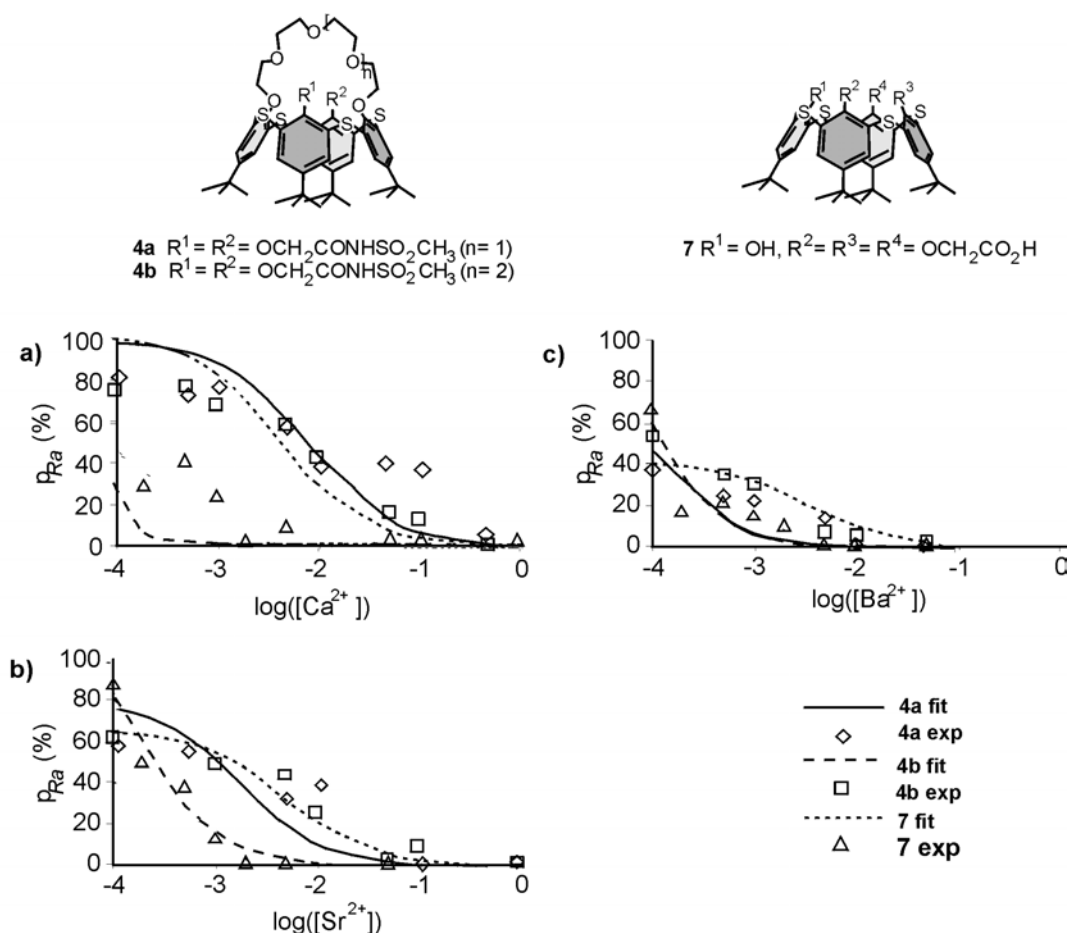 O
O
O
O
n
O
O
R¹ R²
S S S S
4a R¹ = R² = OCH₂CONHSO₂CH₃ (n= 1)
4b R¹ = R² = OCH₂CONHSO₂CH₃ (n= 2)
R¹ R² R⁴ R³
S S S S
7 R¹ = OH, R² = R³ = R⁴ = OCH₂CO₂H
a)
pRa (%)
100
80
60
40
20
0
-4 -3 -2 -1 0
log([Ca²⁺])
c)
pRa (%)
100
80
60
40
20
0
-4 -3 -2 -1 0
log([Ba²⁺])
b)
pRa (%)
100
80
60
40
20
0
-4 -3 -2 -1 0
log([Sr²⁺])
4a fit
4a exp
4b fit
4b exp
7 fit
7 exp